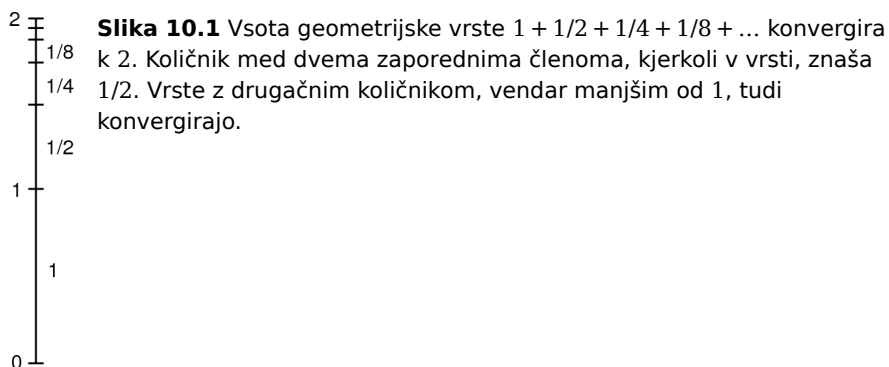 2
1/8
1/4
1/2
1
1
0
Slika 10.1 Vsota geometrijske vrste 1 + 1/2 + 1/4 + 1/8 + … konvergira
k 2. Količnik med dvema zaporednima členoma, kjerkoli v vrsti, znaša
1/2. Vrste z drugačnim količnikom, vendar manjšim od 1, tudi
konvergirajo.